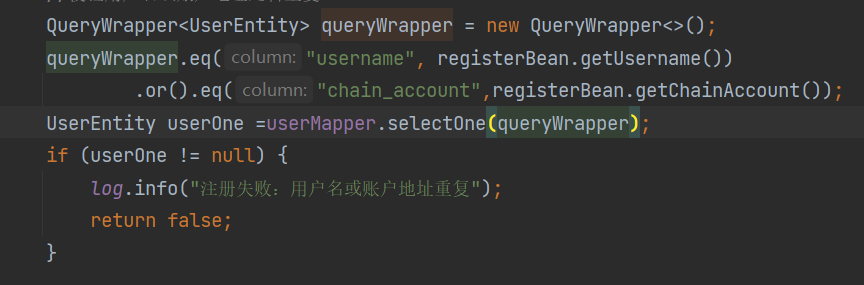 QueryWrapper<UserEntity> queryWrapper = new QueryWrapper<>();
queryWrapper.eq( column: "username", registerBean.getUsername())
.or().eq( column: "chain_account",registerBean.getChainAccount());
UserEntity userOne =userMapper.selectOne(queryWrapper);
if (userOne != null) {
log.info("注册失败：用户名或账户地址重复");
return false;
}